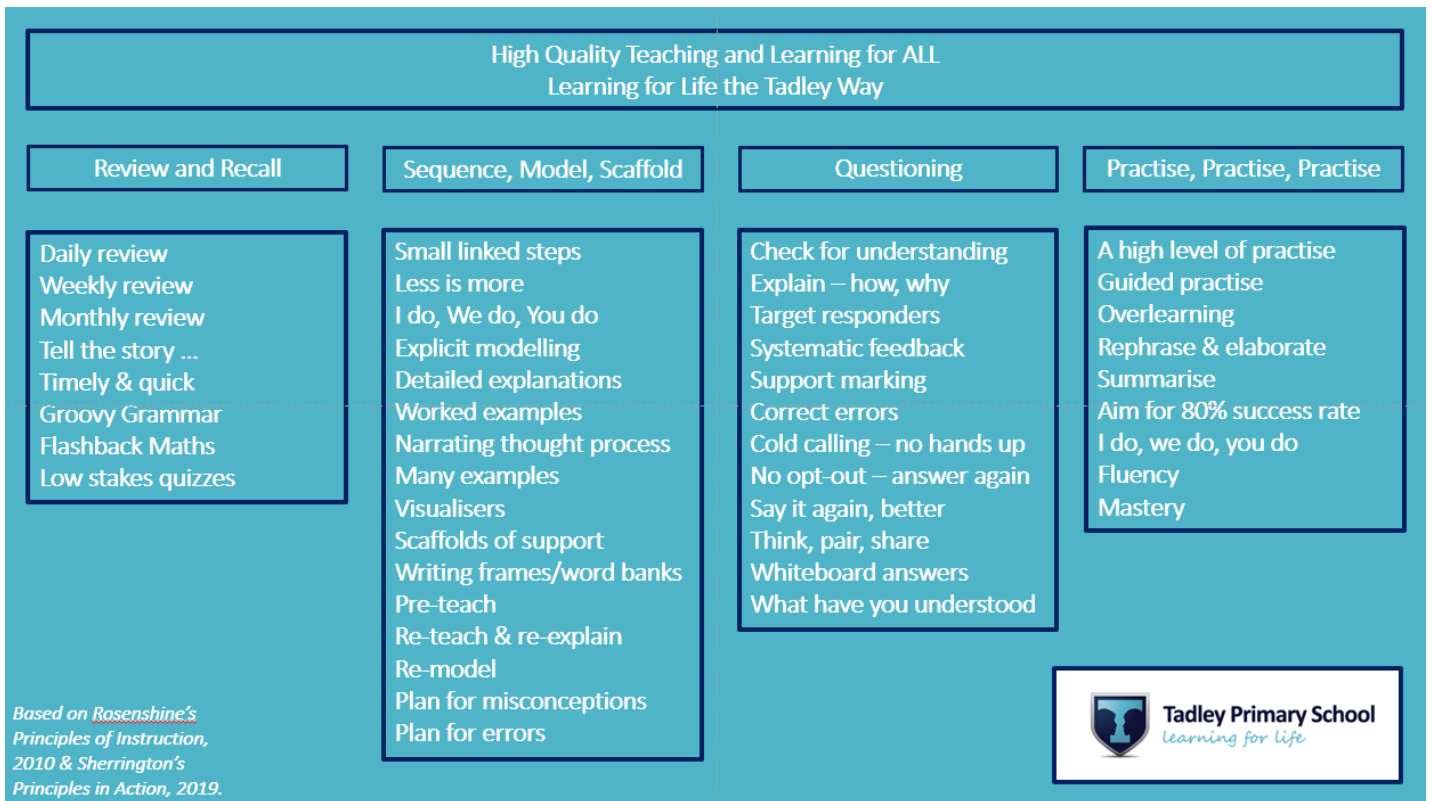 High Quality Teaching and Learning for ALL
Learning for Life the Tadley Way
Review and Recall
Daily review
Weekly review
Monthly review
Tell the story ...
Timely & quick
Groovy Grammar
Flashback Maths
Low stakes quizzes
Sequence, Model, Scaffold
Small linked steps
Less is more
I do, We do, You do
Explicit modelling
Detailed explanations
Worked examples
Narrating thought process
Many examples
Visualisers
Scaffolds of support
Writing frames/word banks
Pre-teach
Re-teach & re-explain
Re-model
Plan for misconceptions
Plan for errors
Questioning
Check for understanding
Explain – how, why
Target responders
Systematic feedback
Support marking
Correct errors
Cold calling – no hands up
No opt-out – answer again
Say it again, better
Think, pair, share
Whiteboard answers
What have you understood
Practise, Practise, Practise
A high level of practise
Guided practise
Overlearning
Rephrase & elaborate
Summarise
Aim for 80% success rate
I do, we do, you do
Fluency
Mastery
Based on Rosenshine's
Principles of Instruction,
2010 & Sherrington's
Principles in Action, 2019.
Tadley Primary School
learning for life